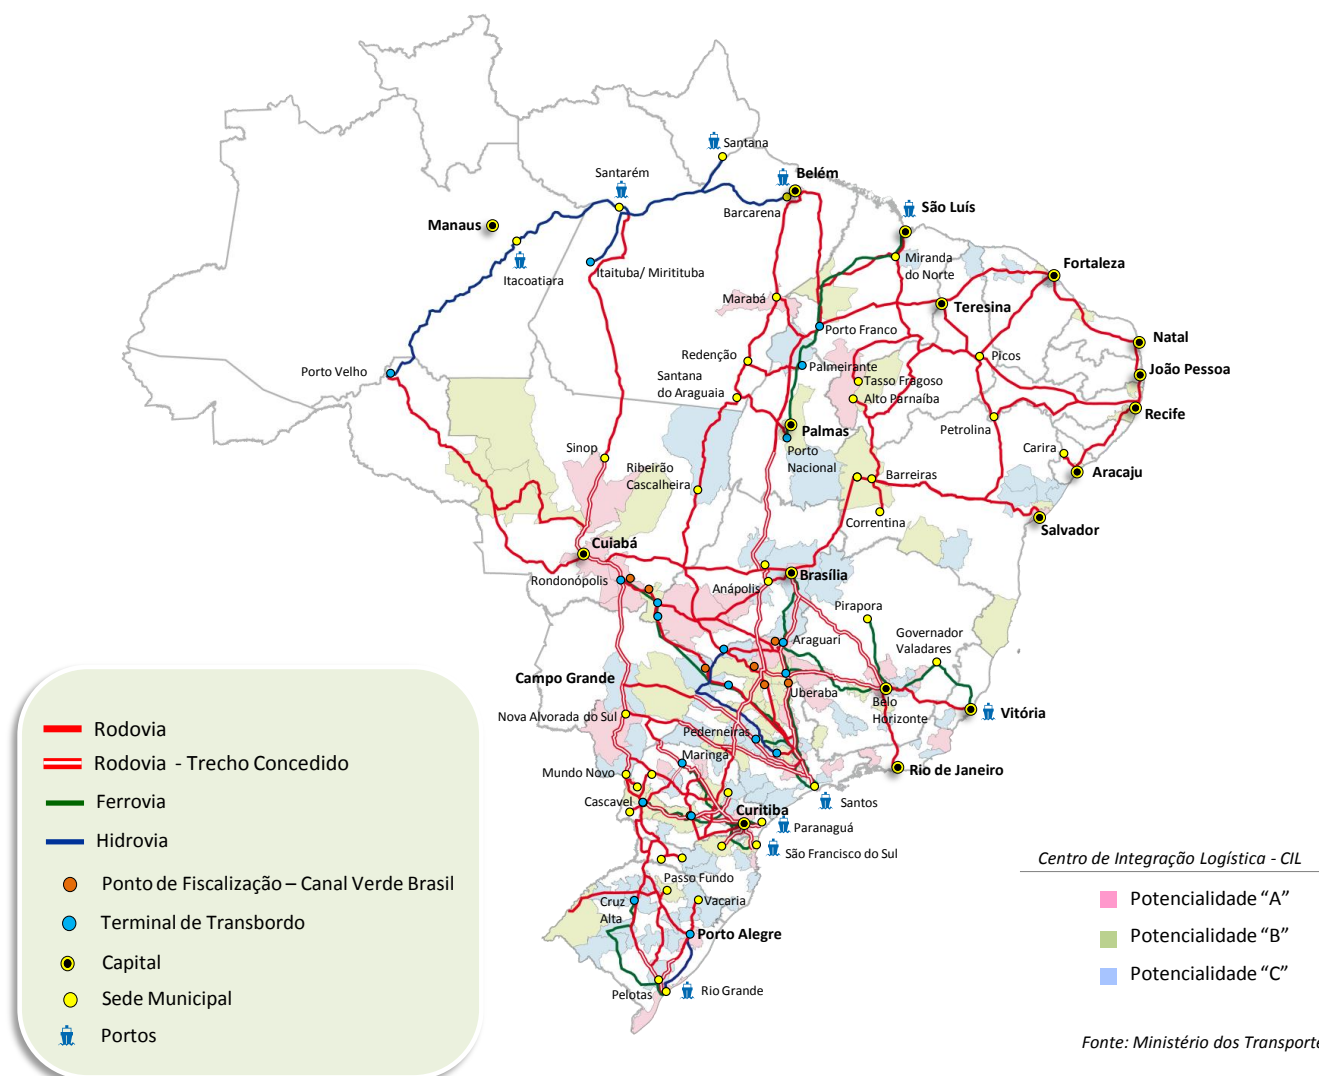 Santana
Santarém
Belém
Barcarena
São Luís
Manaus
Itacoatiara
Itaituba/ Miritituba
Miranda
do Norte
Fortaleza
Marabá
Teresina
Porto Franco
Natal
Redenção
Picos
Porto Velho
Palmeirante
João Pessoa
Santana
do Araguaia
Tasso Fragoso
Alto Parnaíba
Recife
Palmas
Petrolina
Sinop
Porto
Nacional
Carira
Ribeirão
Cascalheira
Barreiras
Aracaju
Correntina
Salvador
Cuiabá
Rondonópolis
Anápolis
Brasília
Pirapora
Araguari
Governador
Valadares
Campo Grande
Uberaba
Belo
Horizonte
Vitória
Nova Alvorada do Sul
Pederneiras
Maringá
Mundo Novo
Rio de Janeiro
Cascavel
Curitiba
Santos
Paranaguá
São Francisco do Sul
Passo Fundo
Cruz
Alta
Vacaria
Porto Alegre
Pelotas
Rio Grande
Rodovia
Rodovia - Trecho Concedido
Ferrovia
Hidrovia
Ponto de Fiscalização – Canal Verde Brasil
Terminal de Transbordo
Capital
Sede Municipal
Portos
Centro de Integração Logística - CIL
Potencialidade “A”
Potencialidade “B”
Potencialidade “C”
Fonte: Ministério dos Transporte